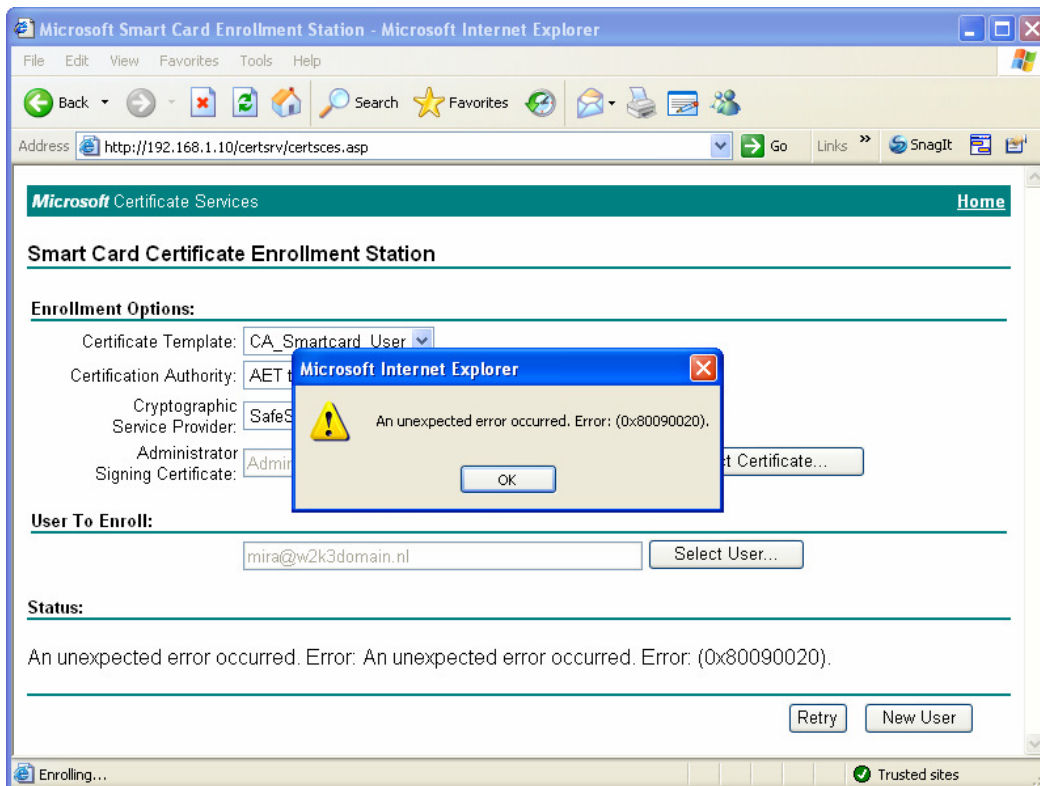 Microsoft Smart Card Enrollment Station - Microsoft Internet Explorer
File Edit View Favorites Tools Help
Back Search Favorites
Address http://192.168.1.10/certsrv/certsces.asp Go Links » SnagIt
Microsoft Certificate Services Home
Smart Card Certificate Enrollment Station
Enrollment Options:
Certificate Template: CA_Smartcard_User
Microsoft Internet Explorer
Certification Authority: AET
Cryptographic
Service Provider:
An unexpected error occurred. Error: (0x80090020).
Administrator
Signing Certificate: Certificate...
OK
User To Enroll:
mira@w2k3domain.nl Select User...
Status:
An unexpected error occurred. Error: An unexpected error occurred. Error: (0x80090020).
Retry New User
Enrolling... Trusted sites